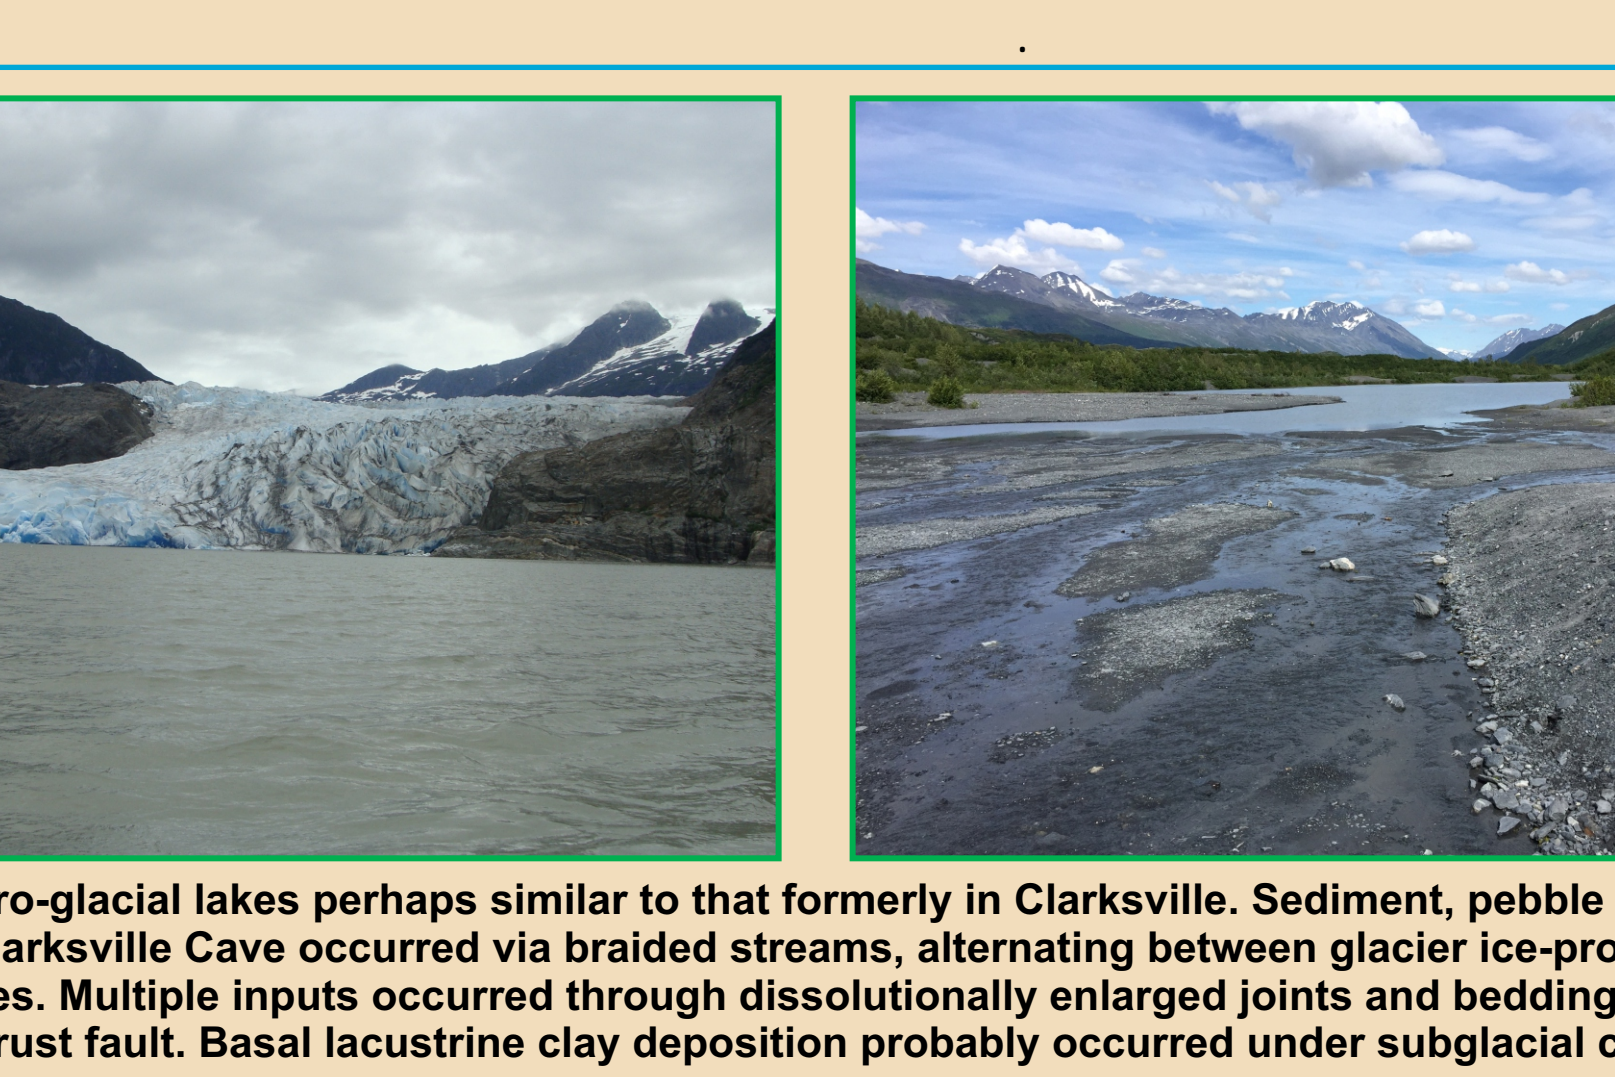 .
ro-glacial lakes perhaps similar to that formerly in Clarksville. Sediment, pebble
arksville Cave occurred via braided streams, alternating between glacier ice-pro
es. Multiple inputs occurred through dissolutionally enlarged joints and bedding
rust fault. Basal lacustrine clay deposition probably occurred under subglacial c